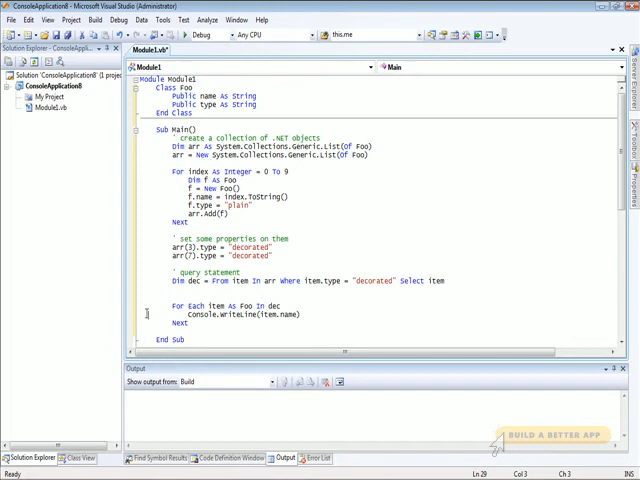 ConsoleApplication8 - Microsoft Visual Studio (Administrator)
File Edit View Project Build Debug Data Tools Test Analyze Window Help
Debug Any CPU this.me
Solution Explorer - ConsoleAppl...
Module1.vb*
Module1 Main
Solution 'ConsoleApplication8' (1 projec
ConsoleApplication8
My Project
Module1.vb
Module Module1
Class Foo
Public name As String
Public type As String
End Class
Sub Main()
' create a collection of .NET objects
Dim arr As System.Collections.Generic.List(Of Foo)
arr = New System.Collections.Generic.List(Of Foo)
For index As Integer = 0 To 9
Dim f As Foo
f = New Foo()
f.name = index.ToString()
f.type = "plain"
arr.Add(f)
Next
' set some properties on them
arr(3).type = "decorated"
arr(7).type = "decorated"
' query statement
Dim dec = From item In arr Where item.type = "decorated" Select item
For Each item As Foo In dec
Console.WriteLine(item.name)
Next
End Sub
Server Explorer
Toolbox
Properties
Output
Show output from: Build
BUILD A BETTER APP
Solution Explorer Class View
Find Symbol Results Code Definition Window Output Error List
Ready Ln 29 Col 3 Ch 3 INS